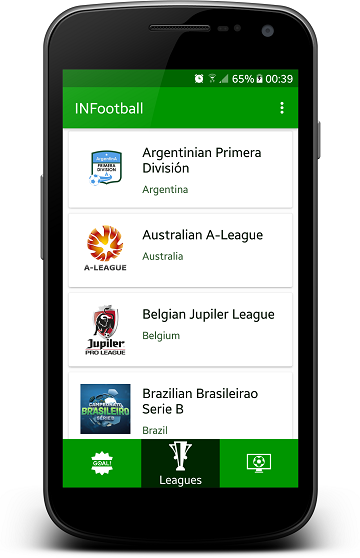 65% 00:39
INFootball
Argentina
PRIMERA
DIVISIÓN
Argentinian Primera
División
Argentina
A-LEAGUE
Australian A-League
Australia
Jupiler
PRO LEAGUE
Belgian Jupiler League
Belgium
CAMPEONATO
BRASILEIRO
SÉRIE B
Brazilian Brasileirao
Serie B
Brazil
GOAL!
Leagues